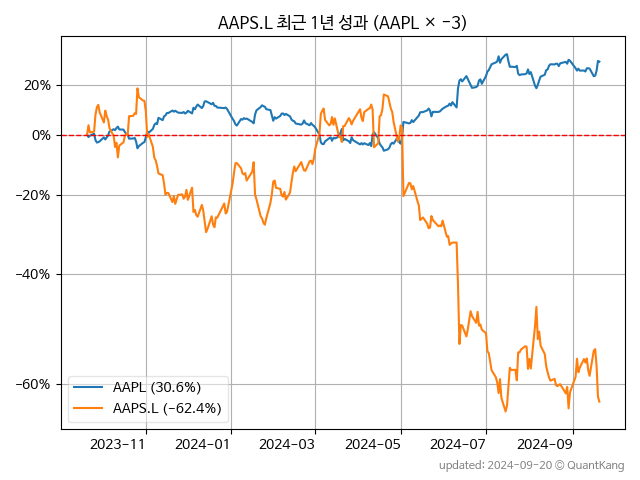 AAPS.L 최근 1년 성과 (AAPL × −3)
20%
0%
−20%
−40%
−60%
AAPL (30.6%)
AAPS.L (−62.4%)
2023−11
2024−01
2024−03
2024−05
2024−07
2024−09
updated: 2024-09-20 © QuantKang